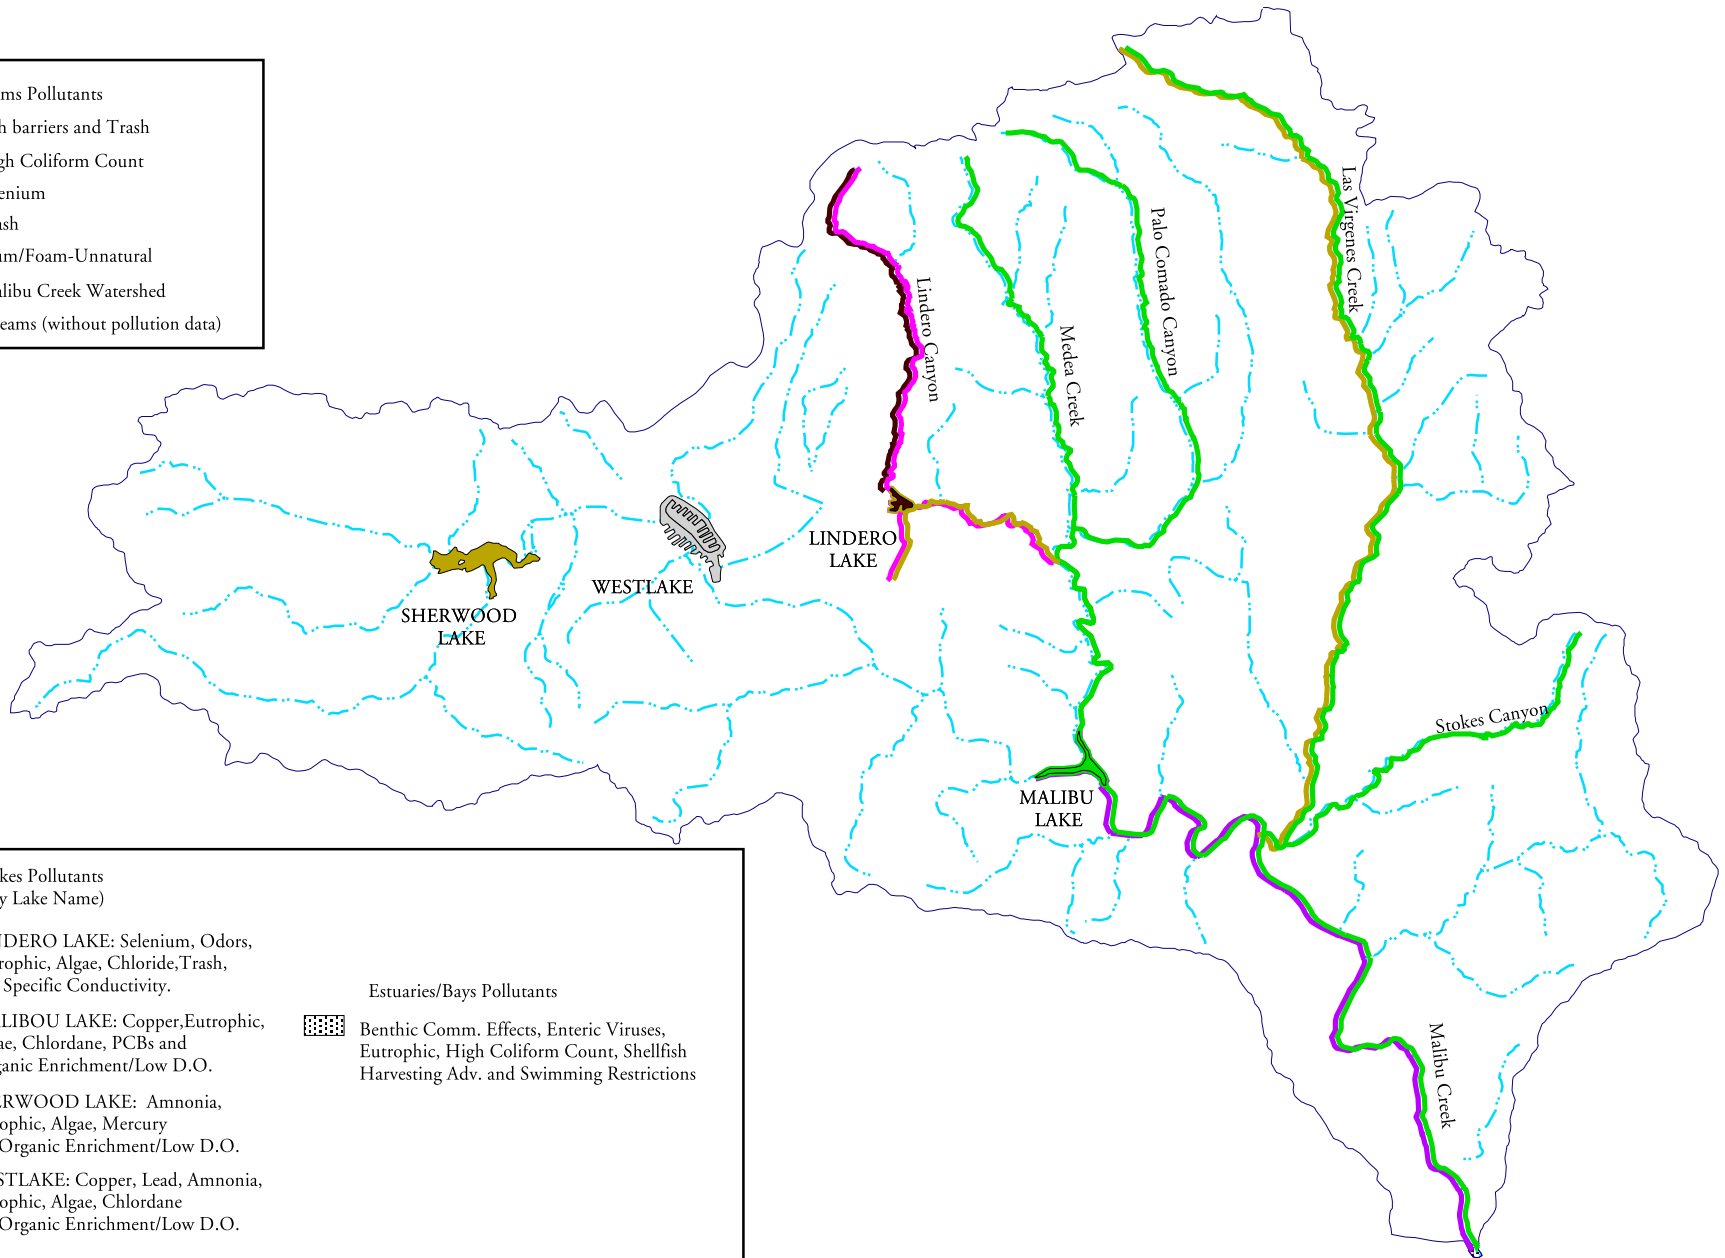 ms Pollutants
h barriers and Trash
gh Coliform Count
enium
ash
um/Foam-Unnatural
alibu Creek Watershed
eams (without pollution data)
Las Virgenes Creek
Palo Comado Canyon
Lindero Canyon
Medea Creek
LINDERO
LAKE
WESTLAKE
SHERWOOD
LAKE
Stokes Canyon
MALIBU
LAKE
Malibu Creek
kes Pollutants
y Lake Name)
NDERO LAKE: Selenium, Odors,
rophic, Algae, Chloride,Trash,
Specific Conductivity.
ALIBOU LAKE: Copper,Eutrophic,
ae, Chlordane, PCBs and
ganic Enrichment/Low D.O.
ERWOOD LAKE: Amnonia,
ophic, Algae, Mercury
Organic Enrichment/Low D.O.
STLAKE: Copper, Lead, Amnonia,
ophic, Algae, Chlordane
Organic Enrichment/Low D.O.
Estuaries/Bays Pollutants
Benthic Comm. Effects, Enteric Viruses,
Eutrophic, High Coliform Count, Shellfish
Harvesting Adv. and Swimming Restrictions